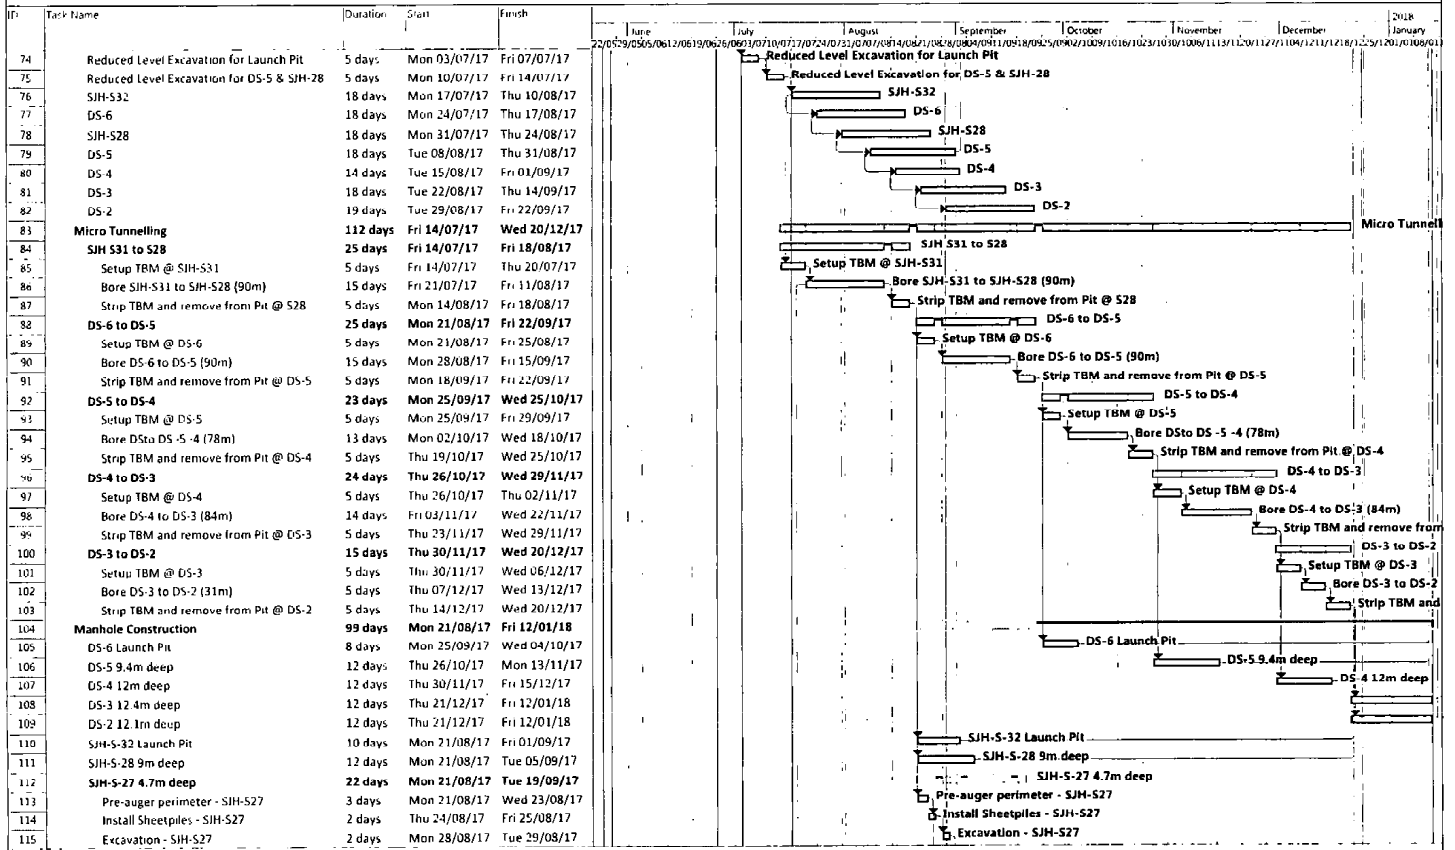 ID Task Name Duration Start Finish
2018
June July August September October November December January
74 Reduced Level Excavation for Launch Pit 5 days Mon 03/07/17 Fri 07/07/17 Reduced Level Excavation for Launch Pit
75 Reduced Level Excavation for DS-5 & SJH-28 5 days Mon 10/07/17 Fri 14/07/17 Reduced Level Excavation for DS-5 & SJH-28
76 SJH-S32 18 days Mon 17/07/17 Thu 10/08/17 SJH-S32
77 DS-6 18 days Mon 24/07/17 Thu 17/08/17 DS-6
78 SJH-S28 18 days Mon 31/07/17 Thu 24/08/17 SJH-S28
79 DS-5 18 days Tue 08/08/17 Thu 31/08/17 DS-5
80 DS-4 14 days Tue 15/08/17 Fri 01/09/17 DS-4
81 DS-3 18 days Tue 22/08/17 Thu 14/09/17 DS-3
82 DS-2 19 days Tue 29/08/17 Fri 22/09/17 DS-2
83 Micro Tunnelling 112 days Fri 14/07/17 Wed 20/12/17 Micro Tunnell
84 SJH S31 to S28 25 days Fri 14/07/17 Fri 18/08/17 SJH S31 to S28
85 Setup TBM @ SJH-S31 5 days Fri 14/07/17 Thu 20/07/17 Setup TBM @ SJH-S31
86 Bore SJH-S31 to SJH-S28 (90m) 15 days Fri 21/07/17 Fri 11/08/17 Bore SJH-S31 to SJH-S28 (90m)
87 Strip TBM and remove from Pit @ S28 5 days Mon 14/08/17 Fri 18/08/17 Strip TBM and remove from Pit @ S28
88 DS-6 to DS-5 25 days Mon 21/08/17 Fri 22/09/17 DS-6 to DS-5
89 Setup TBM @ DS-6 5 days Mon 21/08/17 Fri 25/08/17 Setup TBM @ DS-6
90 Bore DS-6 to DS-5 (90m) 15 days Mon 28/08/17 Fri 15/09/17 Bore DS-6 to DS-5 (90m)
91 Strip TBM and remove from Pit @ DS-5 5 days Mon 18/09/17 Fri 22/09/17 Strip TBM and remove from Pit @ DS-5
92 DS-5 to DS-4 23 days Mon 25/09/17 Wed 25/10/17 DS-5 to DS-4
93 Setup TBM @ DS-5 5 days Mon 25/09/17 Fri 29/09/17 Setup TBM @ DS-5
94 Bore DSto DS -5 -4 (78m) 13 days Mon 02/10/17 Wed 18/10/17 Bore DSto DS -5 -4 (78m)
95 Strip TBM and remove from Pit @ DS-4 5 days Thu 19/10/17 Wed 25/10/17 Strip TBM and remove from Pit @ DS-4
96 DS-4 to DS-3 24 days Thu 26/10/17 Wed 29/11/17 DS-4 to DS-3
97 Setup TBM @ DS-4 5 days Thu 26/10/17 Thu 02/11/17 Setup TBM @ DS-4
98 Bore DS-4 to DS-3 (84m) 14 days Fri 03/11/17 Wed 22/11/17 Bore DS-4 to DS-3 (84m)
99 Strip TBM and remove from Pit @ DS-3 5 days Thu 23/11/17 Wed 29/11/17 Strip TBM and remove from
100 DS-3 to DS-2 15 days Thu 30/11/17 Wed 20/12/17 DS-3 to DS-2
101 Setup TBM @ DS-3 5 days Thu 30/11/17 Wed 06/12/17 Setup TBM @ DS-3
102 Bore DS-3 to DS-2 (31m) 5 days Thu 07/12/17 Wed 13/12/17 Bore DS-3 to DS-2
103 Strip TBM and remove from Pit @ DS-2 5 days Thu 14/12/17 Wed 20/12/17 Strip TBM and
104 Manhole Construction 99 days Mon 21/08/17 Fri 12/01/18
105 DS-6 Launch Pit 8 days Mon 25/09/17 Wed 04/10/17 DS-6 Launch Pit
106 DS-5 9.4m deep 12 days Thu 26/10/17 Mon 13/11/17 DS-5 9.4m deep
107 DS-4 12m deep 12 days Thu 30/11/17 Fri 15/12/17 DS-4 12m deep
108 DS-3 12.4m deep 12 days Thu 21/12/17 Fri 12/01/18
109 DS-2 12.1m deep 12 days Thu 21/12/17 Fri 12/01/18
110 SJH-S-32 Launch Pit 10 days Mon 21/08/17 Fri 01/09/17 SJH-S-32 Launch Pit
111 SJH-S-28 9m deep 12 days Mon 21/08/17 Tue 05/09/17 SJH-S-28 9m deep
112 SJH-S-27 4.7m deep 22 days Mon 21/08/17 Tue 19/09/17 SJH-S-27 4.7m deep
113 Pre-auger perimeter - SJH-S27 3 days Mon 21/08/17 Wed 23/08/17 Pre-auger perimeter - SJH-S27
114 Install Sheetpiles - SJH-S27 2 days Thu 24/08/17 Fri 25/08/17 Install Sheetpiles - SJH-S27
115 Excavation - SJH-S27 2 days Mon 28/08/17 Tue 29/08/17 Excavation - SJH-S27